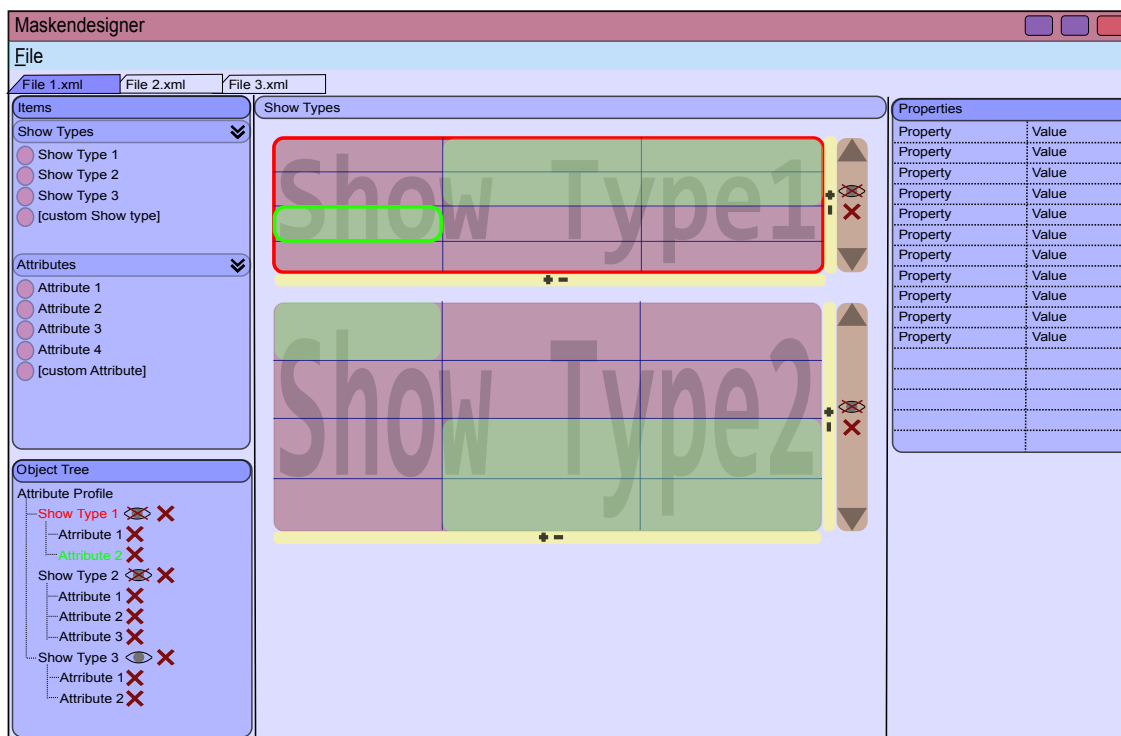 Maskendesigner
File
File 1.xml
File 2.xml
File 3.xml
Items
Show Types
Show Type 1
Show Type 2
Show Type 3
[custom Show type]
Attributes
Attribute 1
Attribute 2
Attribute 3
Attribute 4
[custom Attribute]
Object Tree
Attribute Profile
Show Type 1
Atrribute 1
Attribute 2
Show Type 2
Attribute 1
Attribute 2
Attribute 3
Show Type 3
Atrribute 1
Attribute 2
Show Types
Show Type1
Show Type2
Properties
Property Value
Property Value
Property Value
Property Value
Property Value
Property Value
Property Value
Property Value
Property Value
Property Value
Property Value